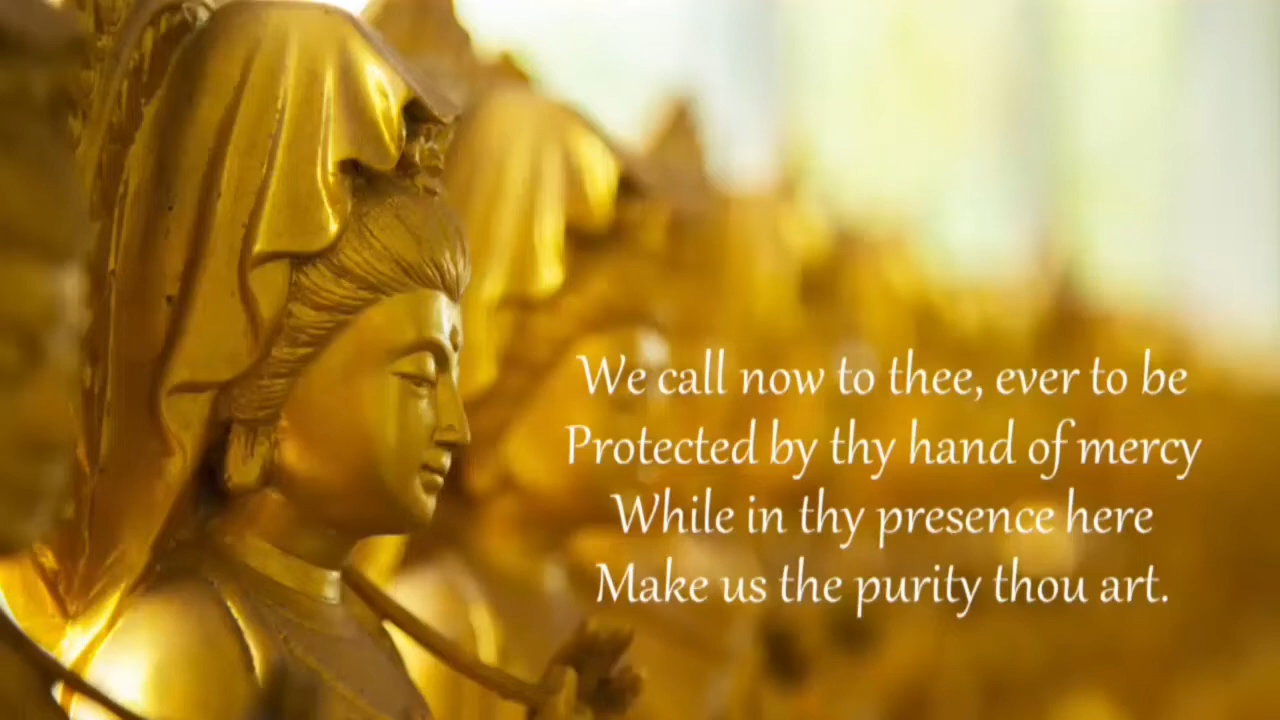 We call now to thee, ever to be
Protected by thy hand of mercy
While in thy presence here
Make us the purity thou art.